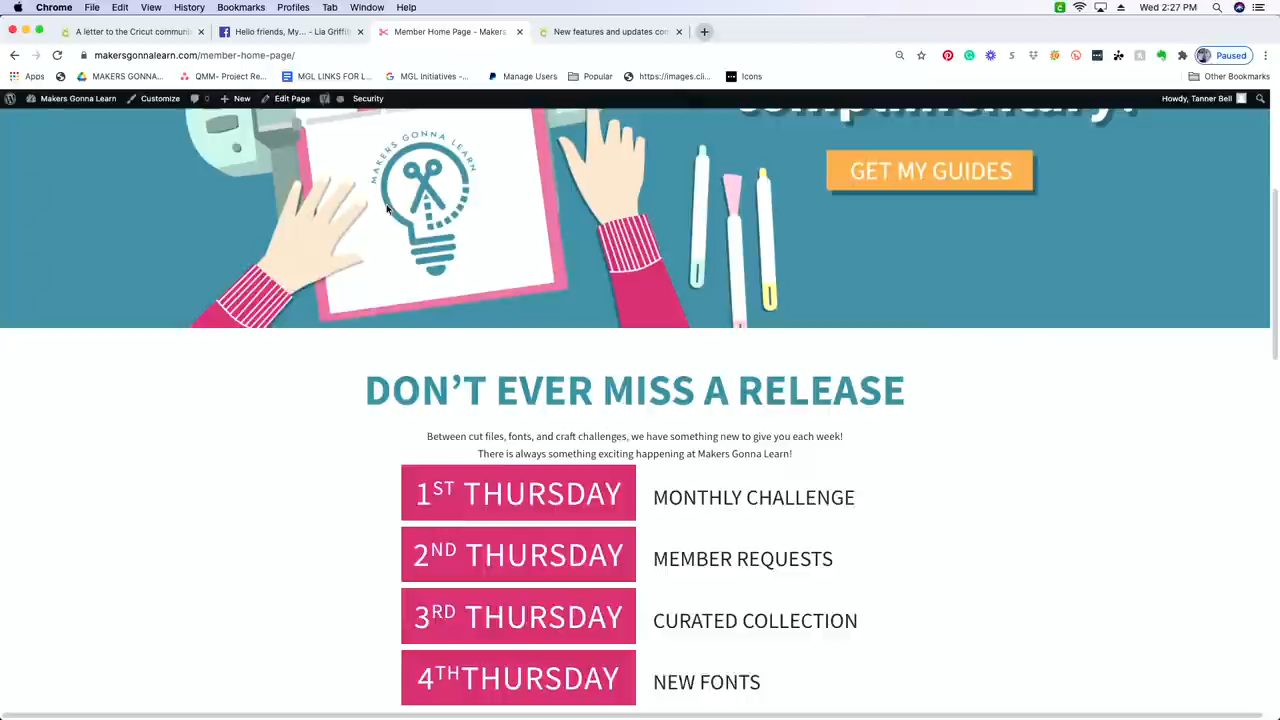 Chrome File Edit View History Bookmarks Profiles Tab Window Help Wed 2:27 PM
A letter to the Cricut communi Hello friends, My... - Lia Griffit Member Home Page - Makers New features and updates com
makersgonnalearn.com/member-home-page/ Paused
Apps MAKERS GONNA... QMM- Project Re... MGL LINKS FOR L... MGL Initiatives -... Manage Users Popular https://images.cli... Icons Other Bookmarks
Makers Gonna Learn Customize 0 New Edit Page Security Howdy, Tanner Bell
complimentary!
MAKERS GONNA LEARN
GET MY GUIDES
DON’T EVER MISS A RELEASE
Between cut files, fonts, and craft challenges, we have something new to give you each week!
There is always something exciting happening at Makers Gonna Learn!
1ST THURSDAY MONTHLY CHALLENGE
2ND THURSDAY MEMBER REQUESTS
3RD THURSDAY CURATED COLLECTION
4THTHURSDAY NEW FONTS